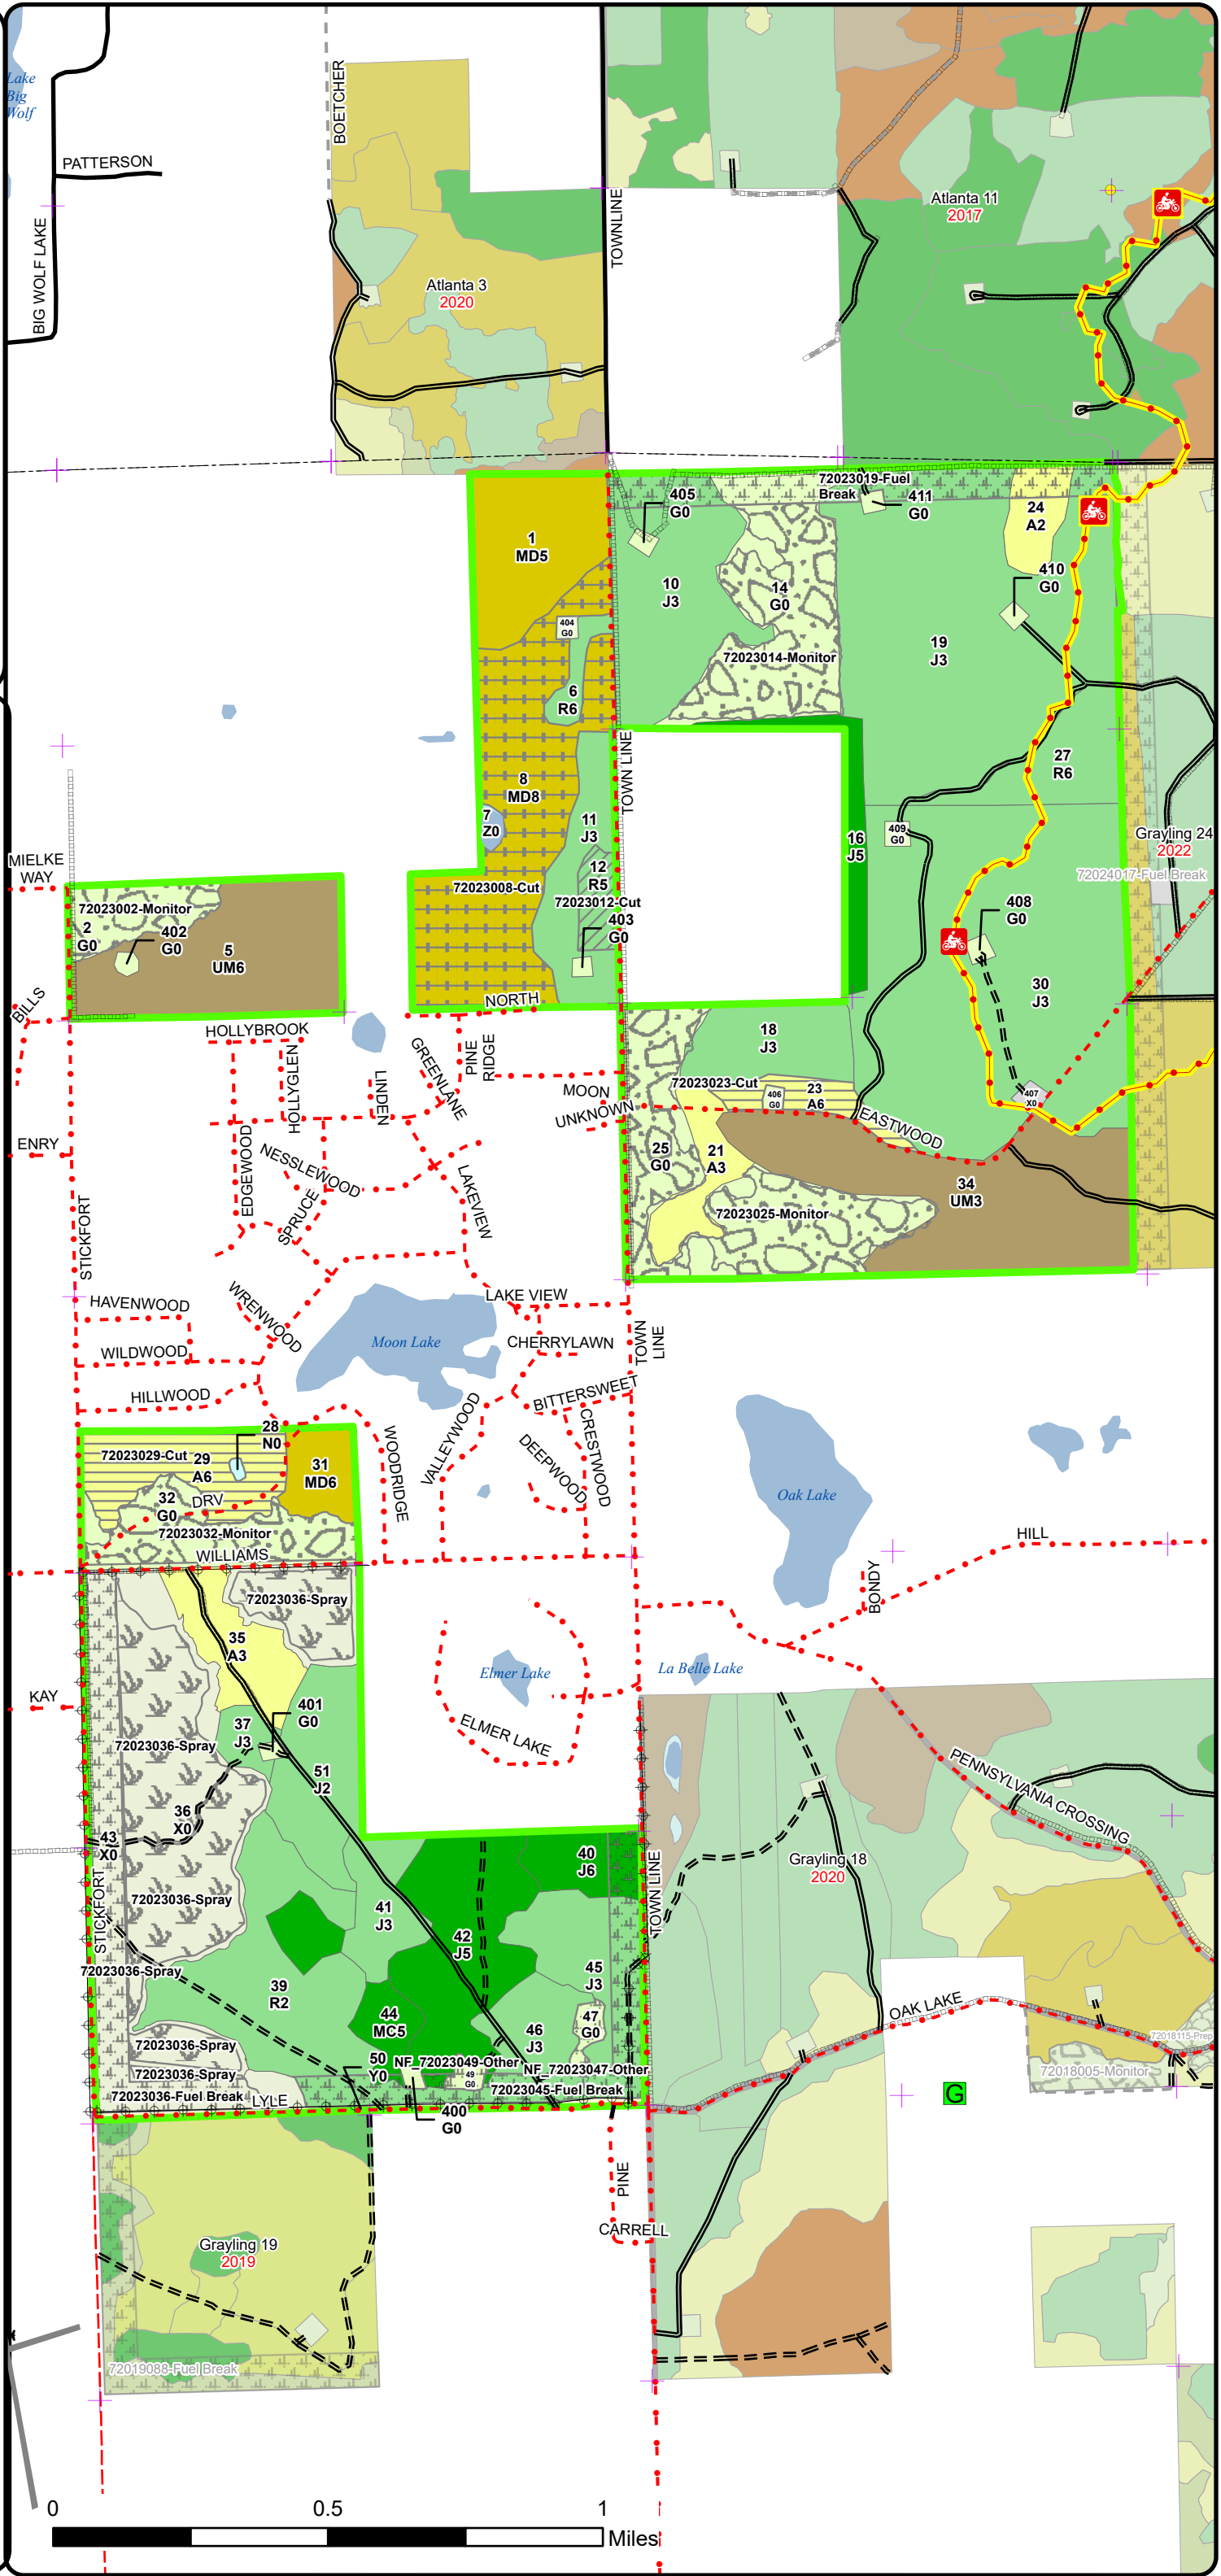 Lake
Big
Wolf
PATTERSON
BIG WOLF LAKE
BOETCHER
TOWNLINE
Atlanta 3
2020
Atlanta 11
2017
72023019-Fuel
Break
405
G0
411
G0
24
A2
1
MD5
10
J3
14
G0
410
G0
404
G0
19
J3
72023014-Monitor
6
R6
TOWN LINE
27
R6
8
MD8
7
Z0
11
J3
16
J5
409
G0
Grayling 24
2022
MIELKE
WAY
12
R5
72024017-Fuel Break
72023008-Cut
72023012-Cut
72023002-Monitor
2
G0
402
G0
403
G0
408
G0
5
UM6
30
J3
BILLS
NORTH
HOLLYBROOK
18
J3
HOLLYGLEN
GREENLANE
PINE
RIDGE
LINDEN
MOON
72023023-Cut
406
G0
23
A6
407
X0
UNKNOWN
EASTWOOD
ENRY
EDGEWOOD
NESSLEWOOD
25
G0
21
A3
SPRUCE
LAKEVIEW
34
UM3
72023025-Monitor
STICKFORT
HAVENWOOD
WRENWOOD
LAKE VIEW
Moon Lake
CHERRYLAWN
TOWN
LINE
WILDWOOD
HILLWOOD
BITTERSWEET
28
N0
WOODRIDGE
VALLEYWOOD
CRESTWOOD
DEEPWOOD
72023029-Cut
29
A6
31
MD6
Oak Lake
32
G0
DRV
72023032-Monitor
HILL
WILLIAMS
BONDY
72023036-Spray
35
A3
Elmer Lake
La Belle Lake
KAY
401
G0
37
J3
ELMER LAKE
72023036-Spray
51
J2
PENNSYLVANIA CROSSING
36
X0
43
X0
40
J6
TOWN LINE
Grayling 18
2020
STICKFORT
72023036-Spray
41
J3
42
J5
72023036-Spray
45
J3
39
R2
OAK LAKE
44
MC5
47
G0
46
J3
72018115-Prep
72023036-Spray
50
Y0
NF_72023049-Other
NF_72023047-Other
72018005-Monitor
72023036-Spray
49
G0
72023045-Fuel Break
72023036-Fuel Break
LYLE
G
400
G0
PINE
CARRELL
Grayling 19
2019
72019088-Fuel Break
0
0.5
1
Miles